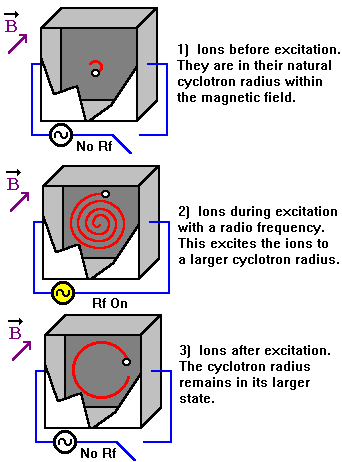 B
1) Ions before excitation.
They are in their natural
cyclotron radius within
the magnetic field.
No Rf
B
2) Ions during excitation
with a radio frequency.
This excites the ions to
a larger cyclotron radius.
Rf On
B
3) Ions after excitation.
The cyclotron radius
remains in its larger
state.
No Rf